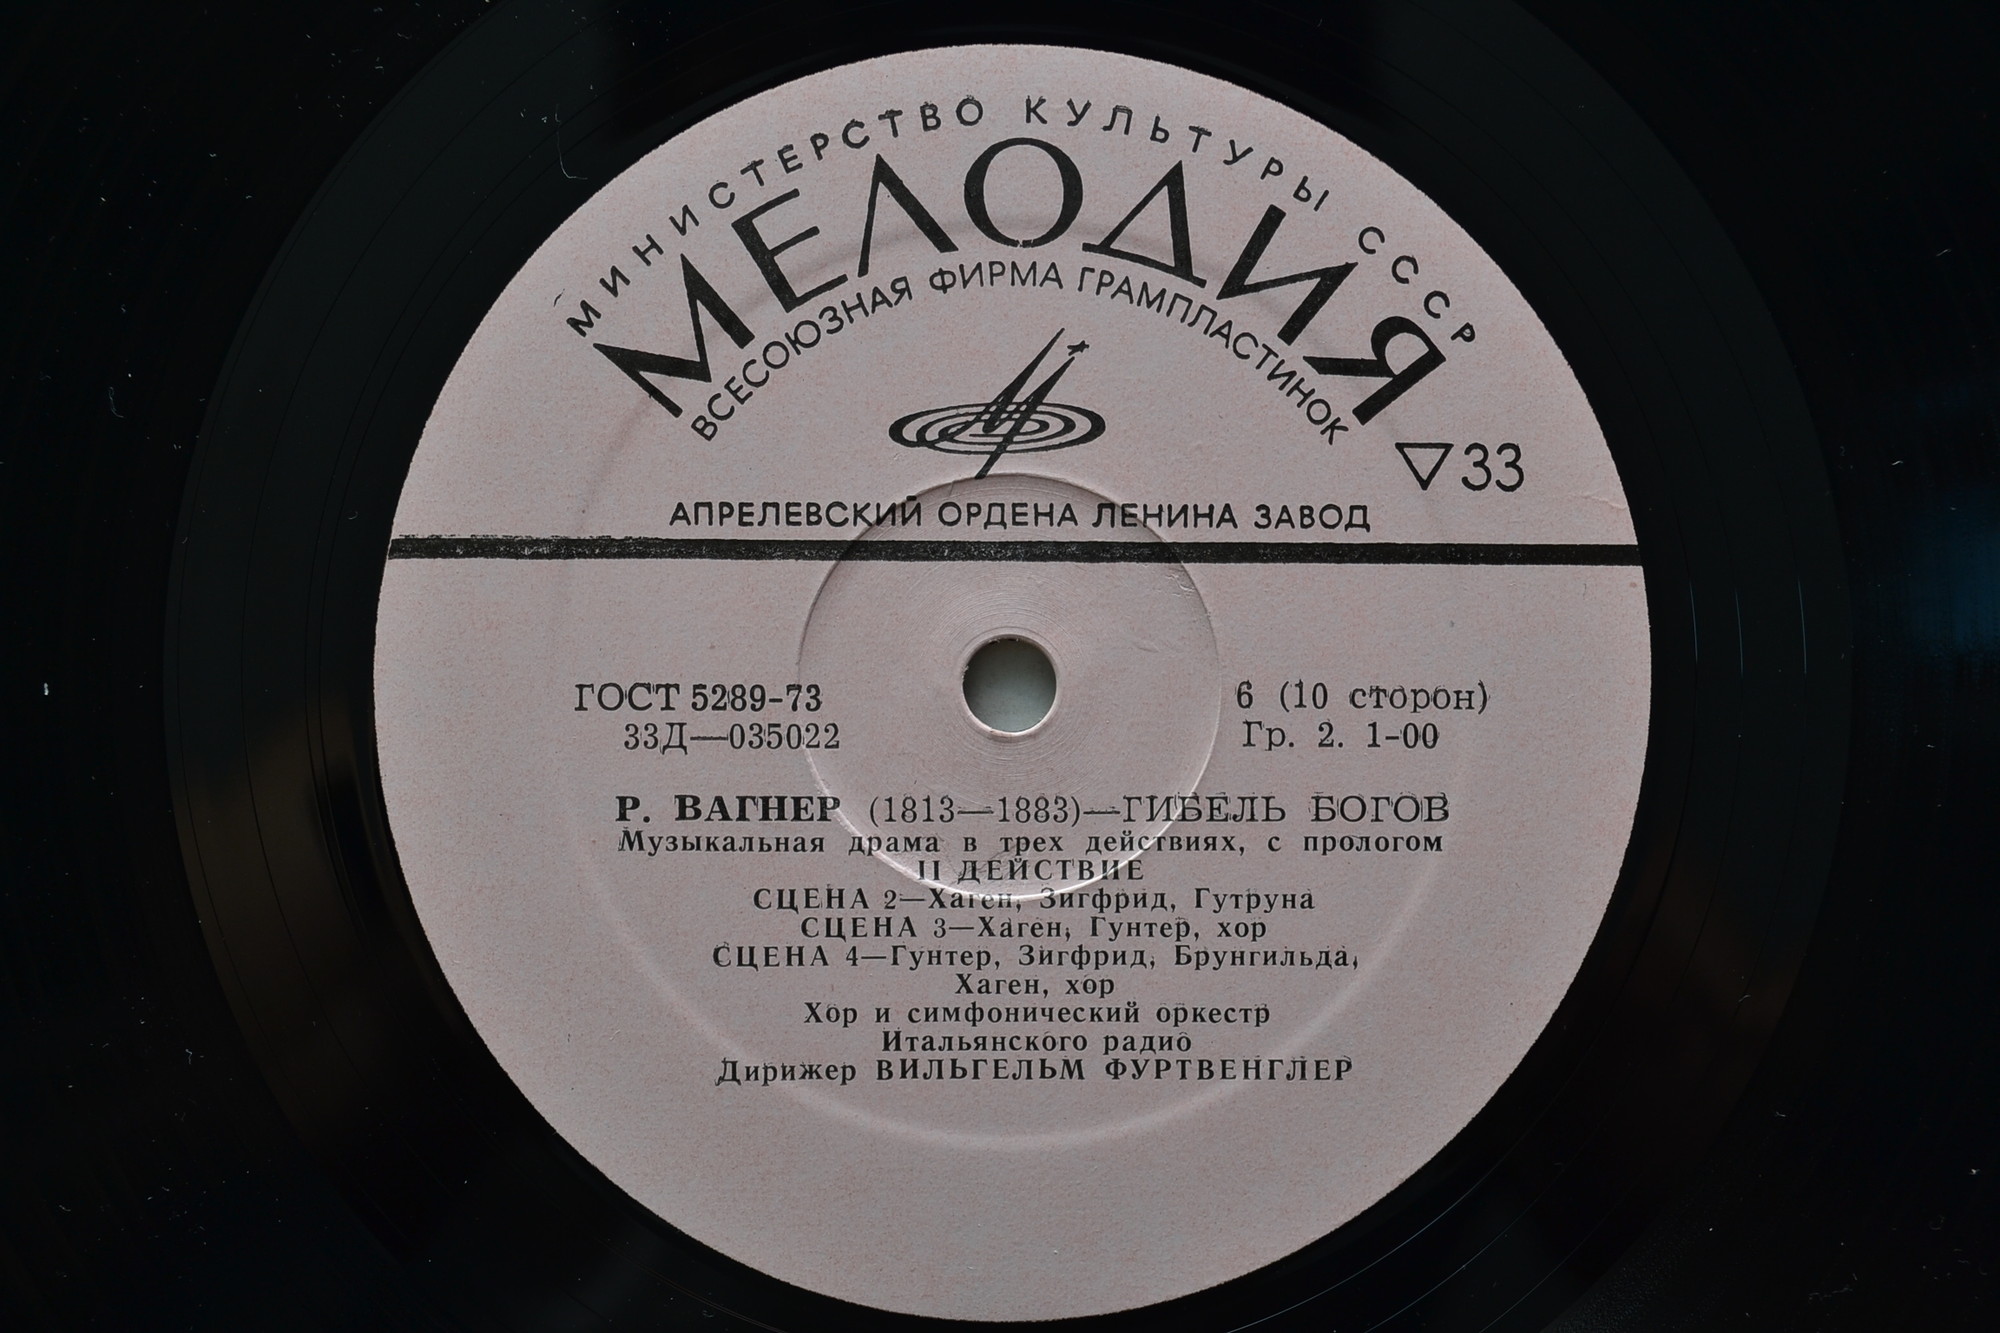 МИНИСТЕРСТВО КУЛЬТУРЫ СССР
МЕЛОДИЯ
ВСЕСОЮЗНАЯ ФИРМА ГРАМПЛАСТИНОК
▽33
АПРЕЛЕВСКИЙ ОРДЕНА ЛЕНИНА ЗАВОД
ГОСТ 5289-73
33Д—035022
6 (10 сторон)
Гр. 2. 1-00
Р. ВАГНЕР (1813—1883)—ГИБЕЛЬ БОГОВ
Музыкальная драма в трех действиях, с прологом
II ДЕЙСТВИЕ
СЦЕНА 2—Хаген, Зигфрид, Гутруна
СЦЕНА 3—Хаген, Гунтер, хор
СЦЕНА 4—Гунтер, Зигфрид, Брунгильда,
Хаген, хор
Хор и симфонический оркестр
Итальянского радио
Дирижер ВИЛЬГЕЛЬМ ФУРТВЕНГЛЕР